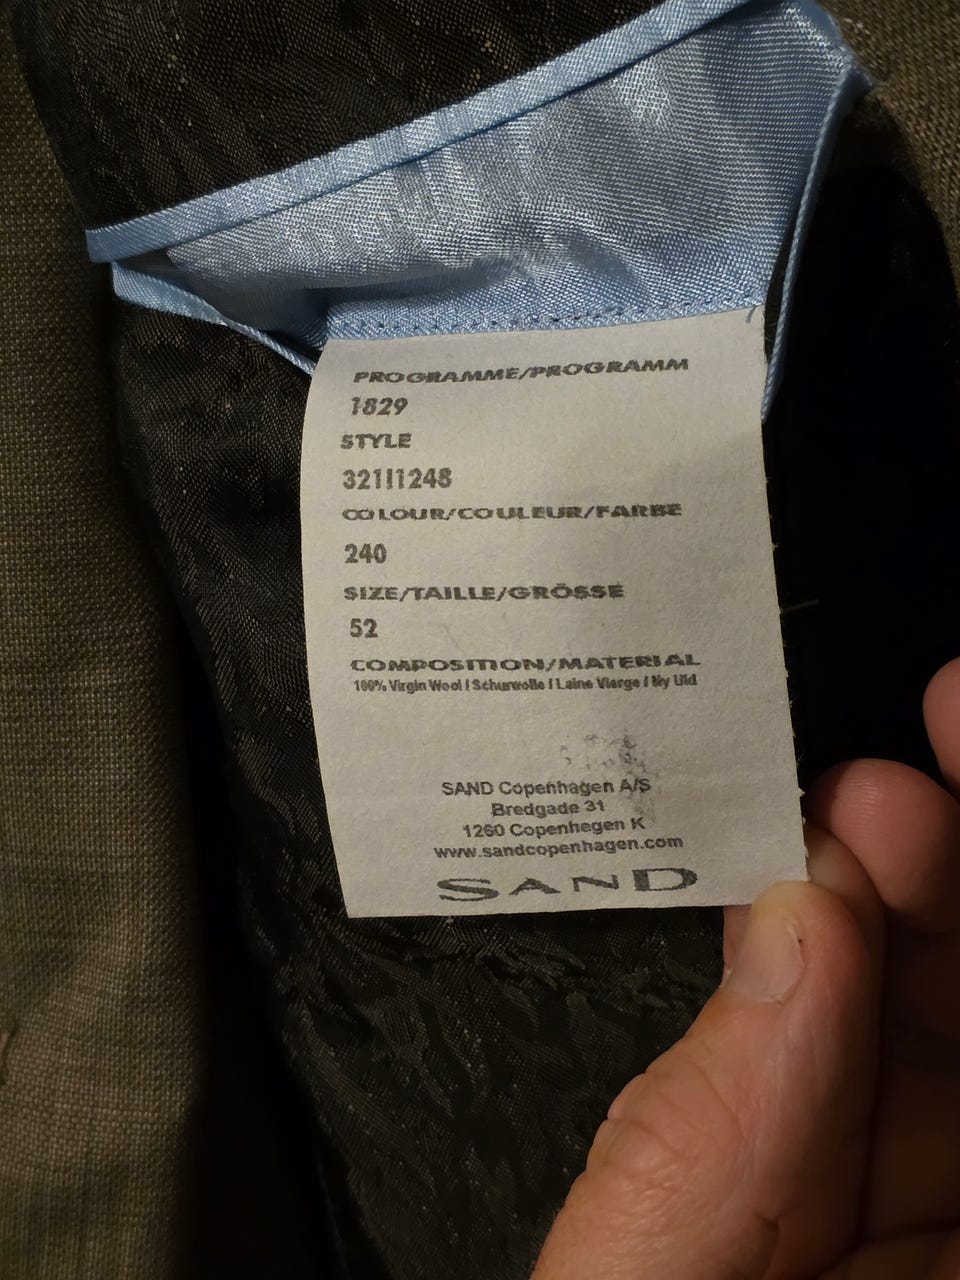 PROGRAMME/PROGRAMM
1829
STYLE
321I1248
COLOUR/COULEUR/FARBE
240
SIZE/TAILLE/GRÖSSE
52
COMPOSITION/MATERIAL
100% Virgin Wool / Schurwolle / Laine Vierge / Ny Uld
SAND Copenhagen A/S
Bredgade 31
1260 Copenhegen K
www.sandcopenhagen.com
SAND